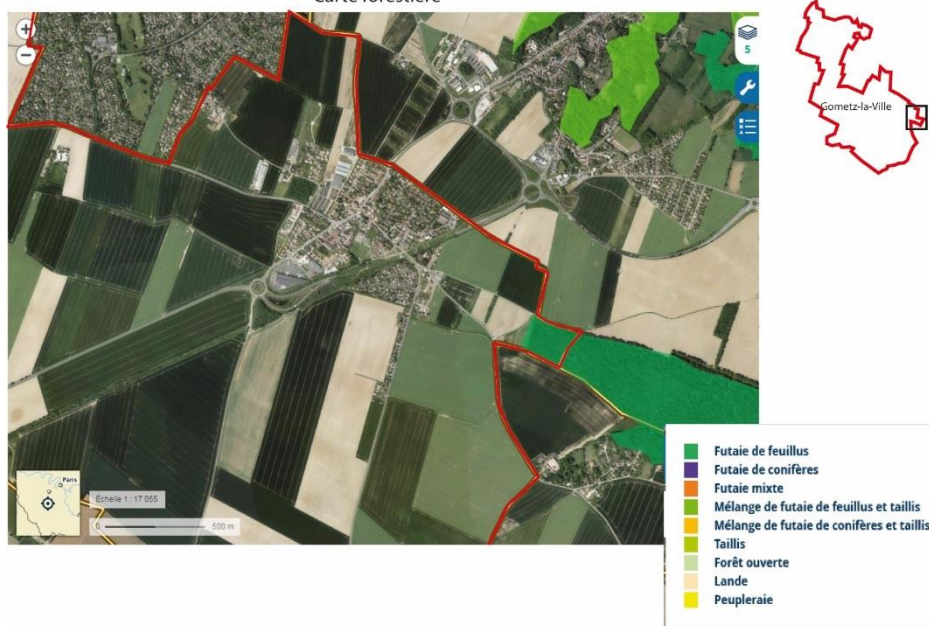 Carte forestière
5
Gometz-la-Ville
Paris
Échelle 1 : 17 055
0
500 m
Futaie de feuillus
Futaie de conifères
Futaie mixte
Mélange de futaie de feuillus et taillis
Mélange de futaie de conifères et taillis
Taillis
Forêt ouverte
Lande
Peupleraie